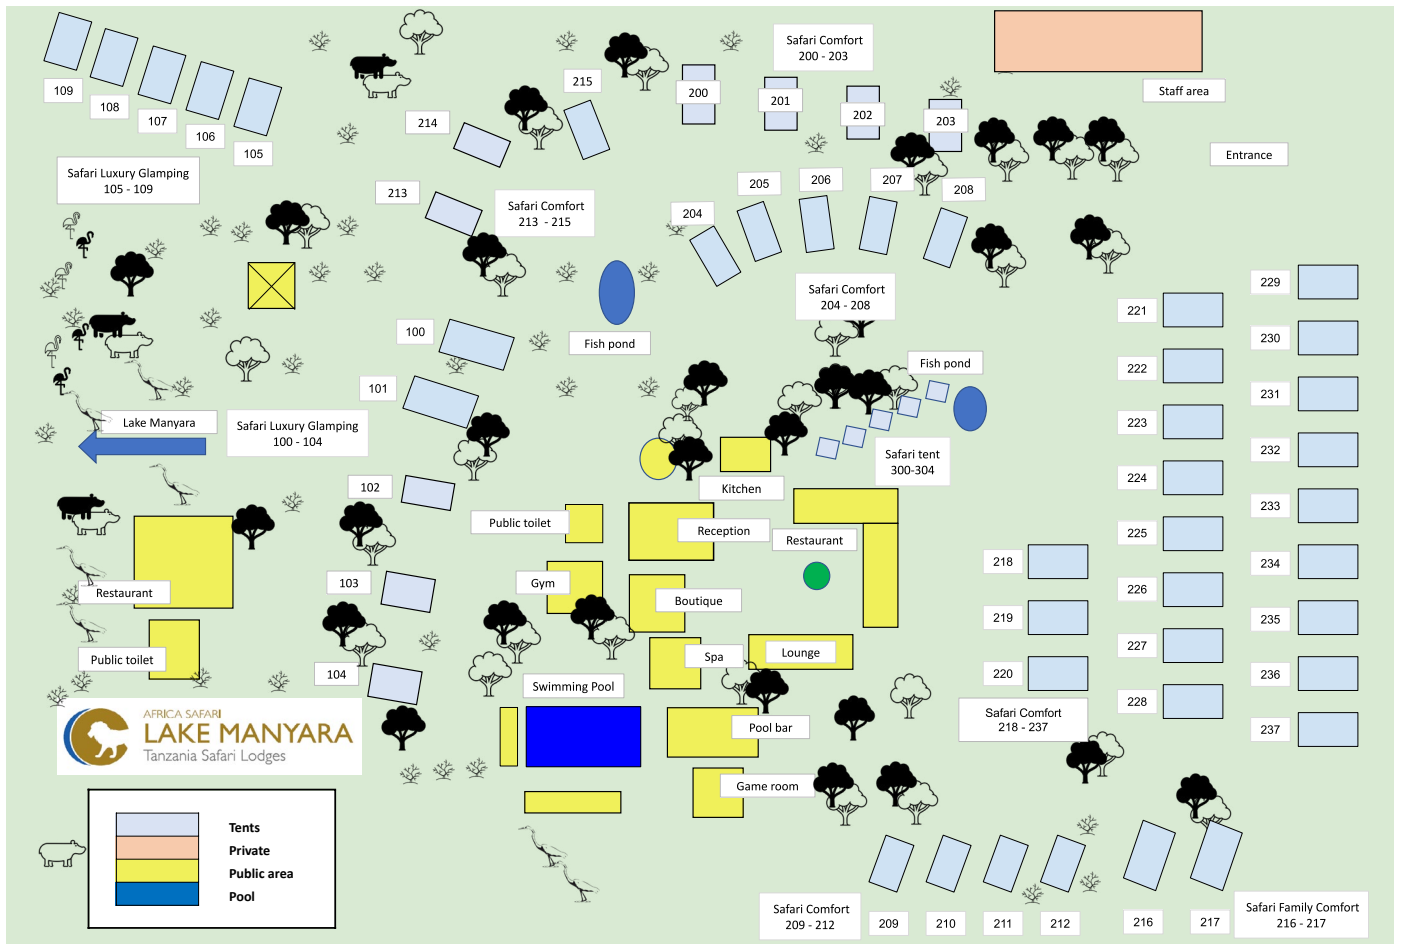 Safari Comfort
200 - 203
Staff area
Entrance
109
108
107
106
105
Safari Luxury Glamping
105 - 109
214
215
213
Safari Comfort
213 - 215
200
201
202
203
204
205
206
207
208
Safari Comfort
204 - 208
Fish pond
Fish pond
100
101
Lake Manyara
Safari Luxury Glamping
100 - 104
102
103
104
Safari tent
300-304
Kitchen
Public toilet
Reception
Restaurant
Gym
Boutique
Spa
Lounge
Swimming Pool
Pool bar
Game room
Restaurant
Public toilet
221
222
223
224
225
226
227
228
229
230
231
232
233
234
235
236
237
218
219
220
Safari Comfort
218 - 237
AFRICA SAFARI
LAKE MANYARA
Tanzania Safari Lodges
Tents
Private
Public area
Pool
Safari Comfort
209 - 212
209
210
211
212
216
217
Safari Family Comfort
216 - 217